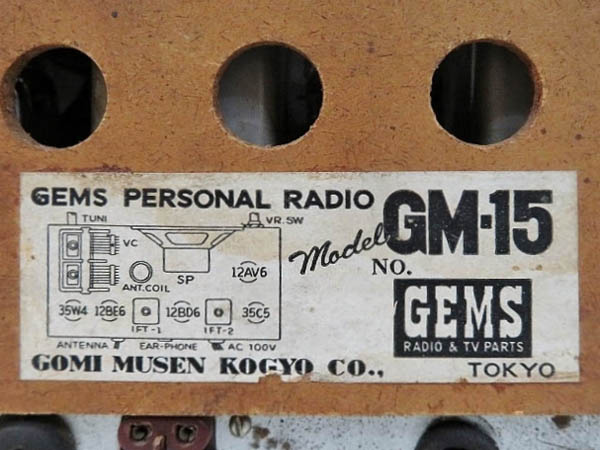 GEMS PERSONAL RADIO
Model GM-15
NO.
TUNI
VR.SW
VC
ANT.COIL
SP
12AV6
35W4 12BE6 12BD6 35C5
IFT-1 IFT-2
ANTENNA EAR-PHONE AC 100V
GEMS
RADIO & TV PARTS
GOMI MUSEN KOGYO CO.,
TOKYO